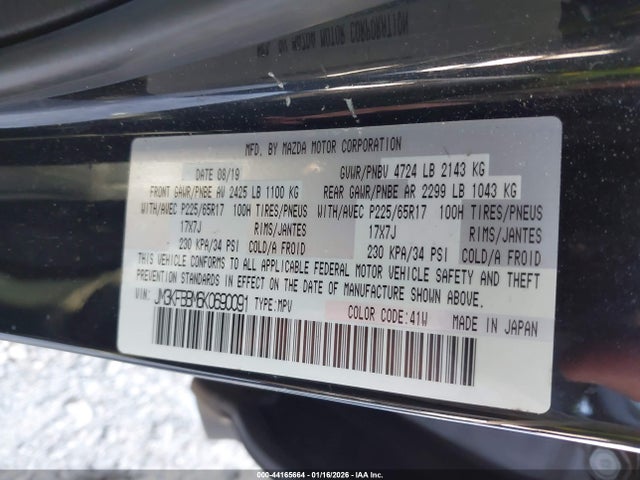 MFD. BY MAZDA MOTOR CORPORATION
DATE 08/19 GVWR/PNBV 4724 LB 2143 KG
FRONT GAWR/PNBE AV 2425 LB 1100 KG REAR GAWR/PNBE AR 2299 LB 1043 KG
WITH/AVEC P225/65R17 100H TIRES/PNEUS WITH/AVEC P225/65R17 100H TIRES/PNEUS
17X7J RIMS/JANTES 17X7J RIMS/JANTES
230 KPA/34 PSI COLD/A FROID 230 KPA/34 PSI COLD/A FROID
THIS VEHICLE CONFORMS TO ALL APPLICABLE FEDERAL MOTOR VEHICLE SAFETY AND THEFT
PREVENTION STANDARDS IN EFFECT ON THE DATE OF MANUFACTURE SHOWN ABOVE.
VIN: JM3KFBBM6K0690091 TYPE:MPV COLOR CODE:41W MADE IN JAPAN
000 - 44165664 | 01/16/2026 - IAA Inc.